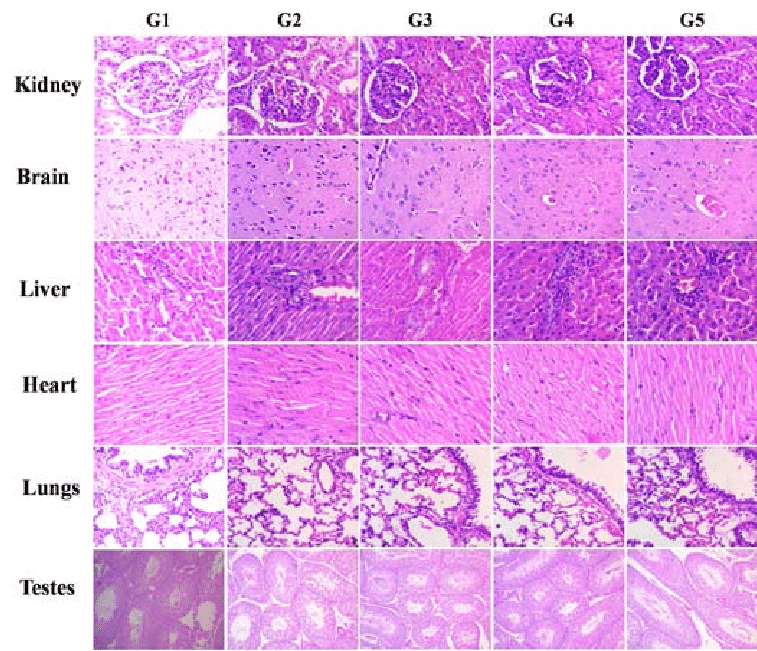 G1 G2 G3 G4 G5
Kidney
Brain
Liver
Heart
Lungs
Testes